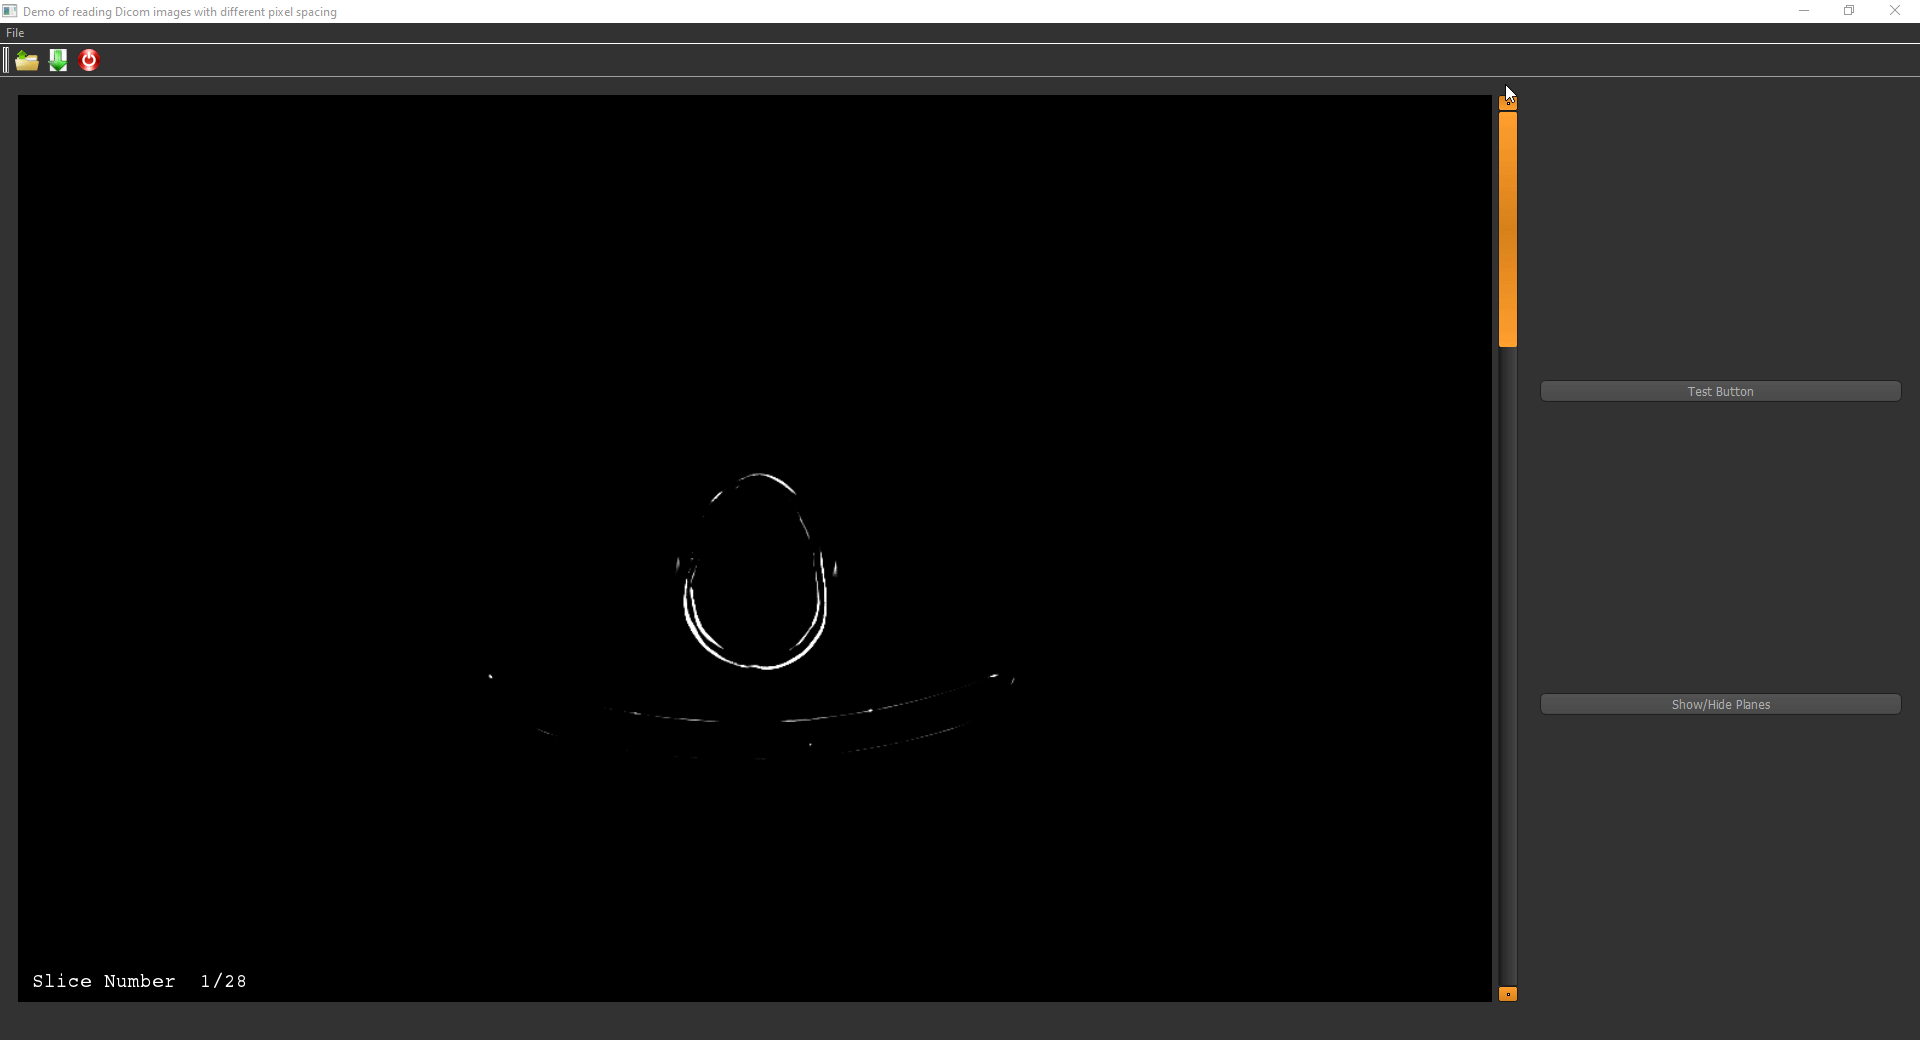 Demo of reading Dicom images with different pixel spacing
File
Test Button
Show/Hide Planes
Slice Number  1/28